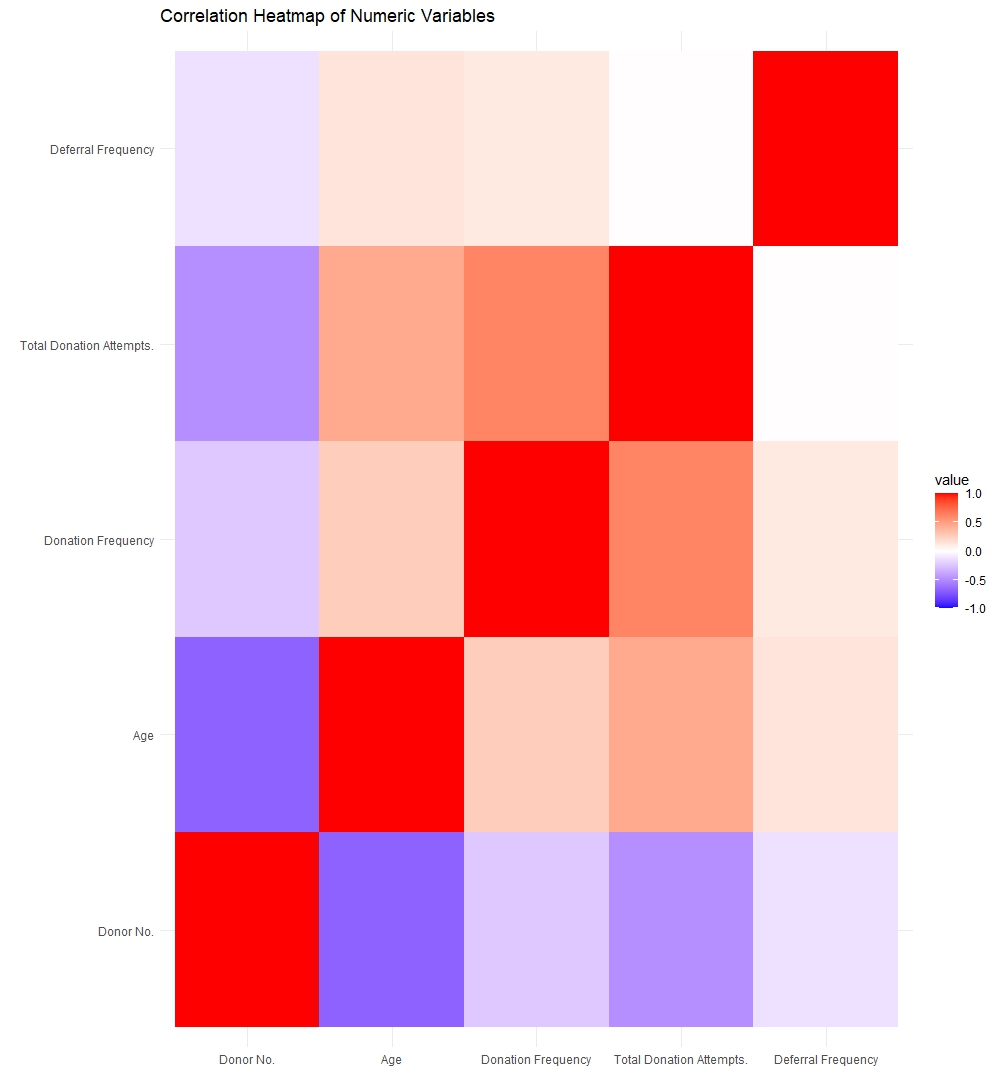 Correlation Heatmap of Numeric Variables
Deferral Frequency
Total Donation Attempts.
Donation Frequency
Age
Donor No.
value
1.0
0.5
0.0
-0.5
-1.0
Donor No.
Age
Donation Frequency
Total Donation Attempts.
Deferral Frequency